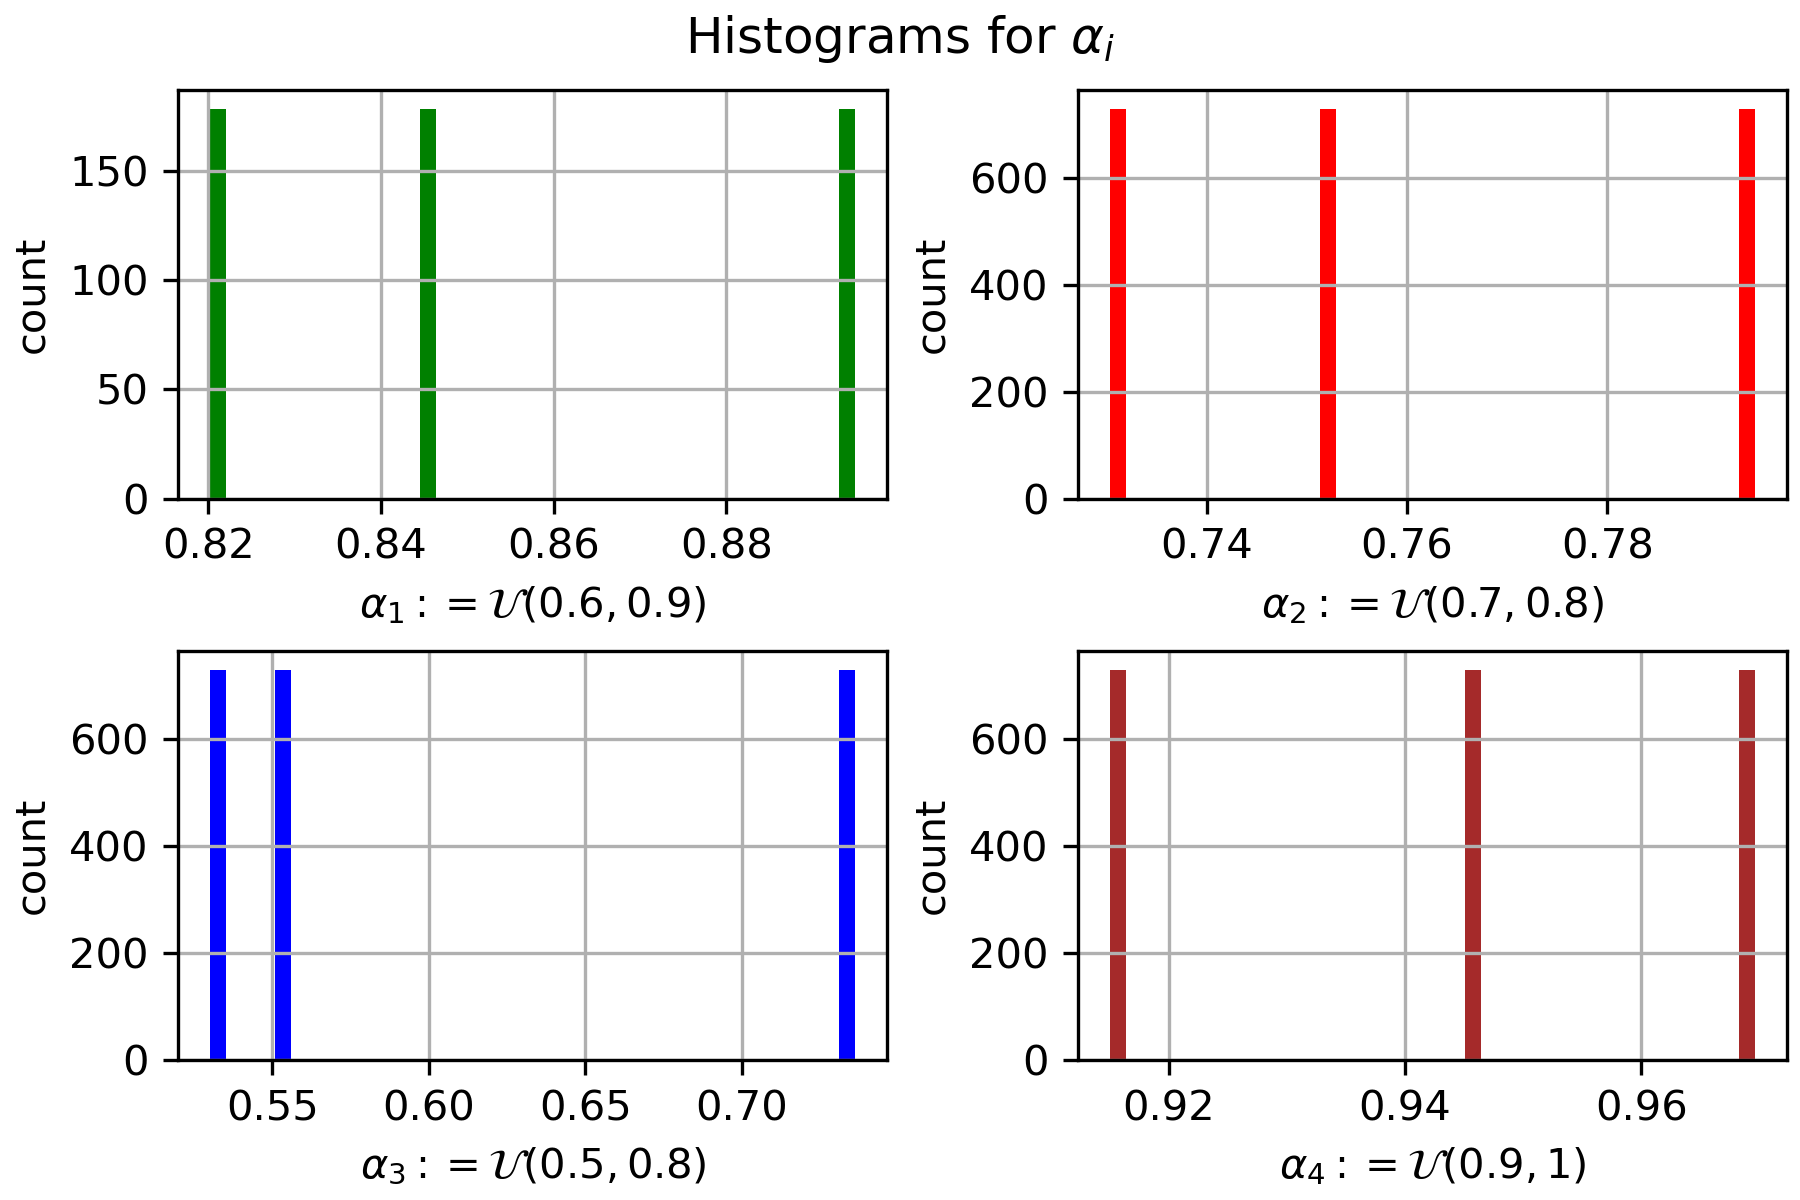 Histograms for αᵢ
count
150
100
50
0
0.82 0.84 0.86 0.88
α₁ := 𝒰(0.6, 0.9)
count
600
400
200
0
0.74 0.76 0.78
α₂ := 𝒰(0.7, 0.8)
count
600
400
200
0
0.55 0.60 0.65 0.70
α₃ := 𝒰(0.5, 0.8)
count
600
400
200
0
0.92 0.94 0.96
α₄ := 𝒰(0.9, 1)